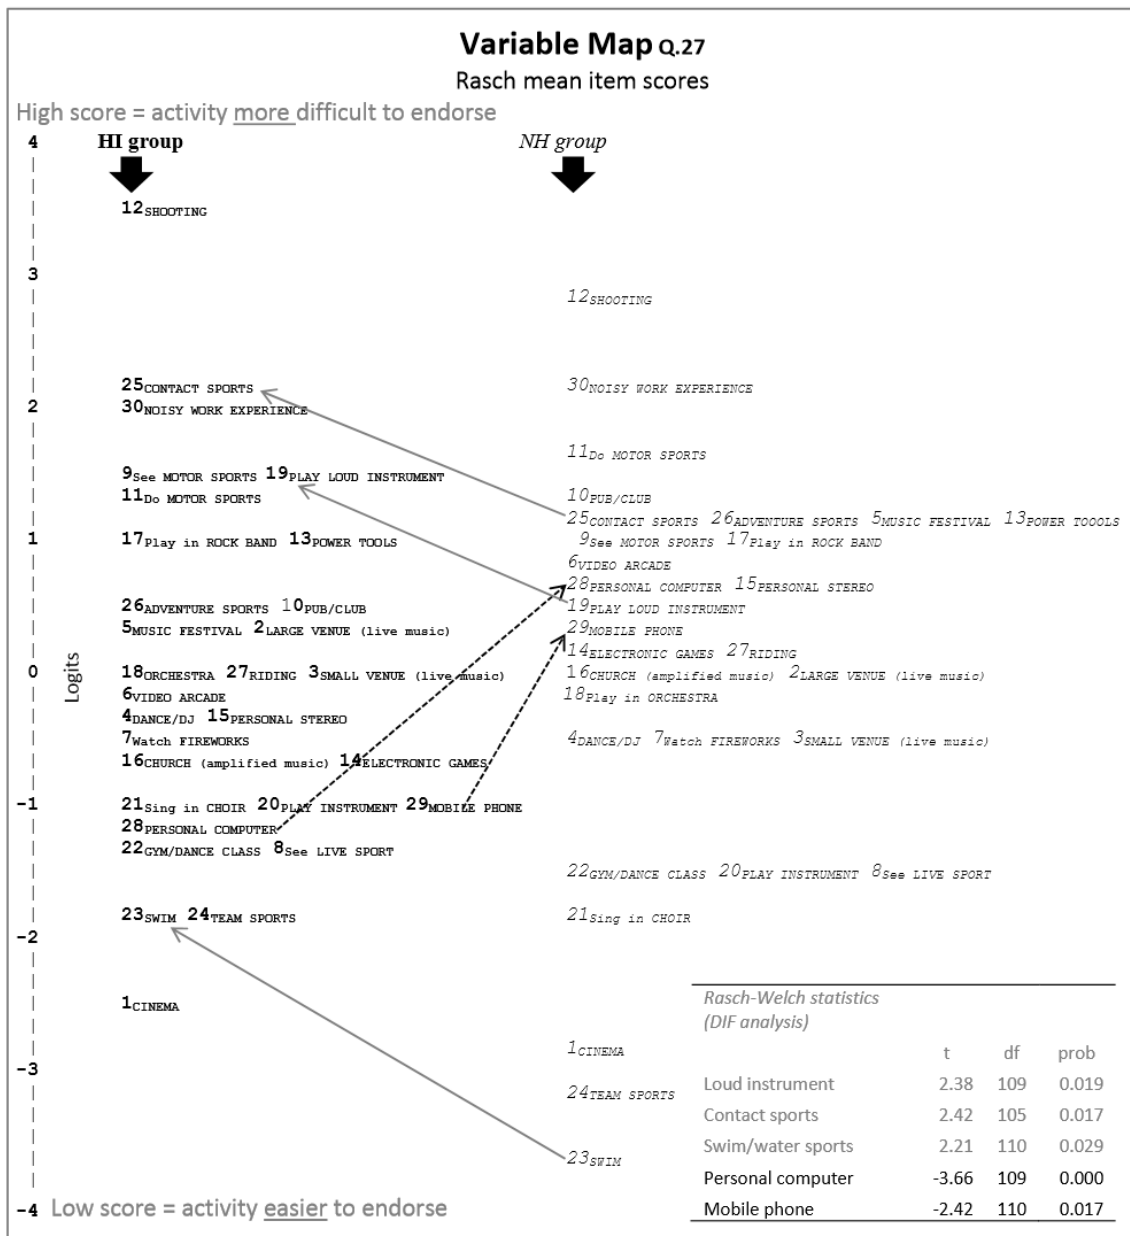 Variable Map Q.27
Rasch mean item scores
High score = activity more difficult to endorse
4 HI group NH group
12SHOOTING
3
12SHOOTING
25CONTACT SPORTS 30NOISY WORK EXPERIENCE
2 30NOISY WORK EXPERIENCE
11Do MOTOR SPORTS
9See MOTOR SPORTS 19PLAY LOUD INSTRUMENT
11Do MOTOR SPORTS 10PUB/CLUB
25CONTACT SPORTS 26ADVENTURE SPORTS 5MUSIC FESTIVAL 13POWER TOOOLS
1 17Play in ROCK BAND 13POWER TOOLS 9See MOTOR SPORTS 17Play in ROCK BAND
6VIDEO ARCADE
28PERSONAL COMPUTER 15PERSONAL STEREO
26ADVENTURE SPORTS 10PUB/CLUB 19PLAY LOUD INSTRUMENT
5MUSIC FESTIVAL 2LARGE VENUE (live music) 29MOBILE PHONE
14ELECTRONIC GAMES 27RIDING
0 Logits 18ORCHESTRA 27RIDING 3SMALL VENUE (live music) 16CHURCH (amplified music) 2LARGE VENUE (live music)
6VIDEO ARCADE 18Play in ORCHESTRA
4DANCE/DJ 15PERSONAL STEREO
7Watch FIREWORKS 4DANCE/DJ 7Watch FIREWORKS 3SMALL VENUE (live music)
16CHURCH (amplified music) 14ELECTRONIC GAMES
-1 21Sing in CHOIR 20PLAY INSTRUMENT 29MOBILE PHONE
28PERSONAL COMPUTER
22GYM/DANCE CLASS 8See LIVE SPORT
22GYM/DANCE CLASS 20PLAY INSTRUMENT 8See LIVE SPORT
23SWIM 24TEAM SPORTS 21Sing in CHOIR
-2
1CINEMA
1CINEMA
-3
24TEAM SPORTS
23SWIM
-4 Low score = activity easier to endorse
Rasch-Welch statistics
(DIF analysis)
t df prob
Loud instrument 2.38 109 0.019
Contact sports 2.42 105 0.017
Swim/water sports 2.21 110 0.029
Personal computer -3.66 109 0.000
Mobile phone -2.42 110 0.017